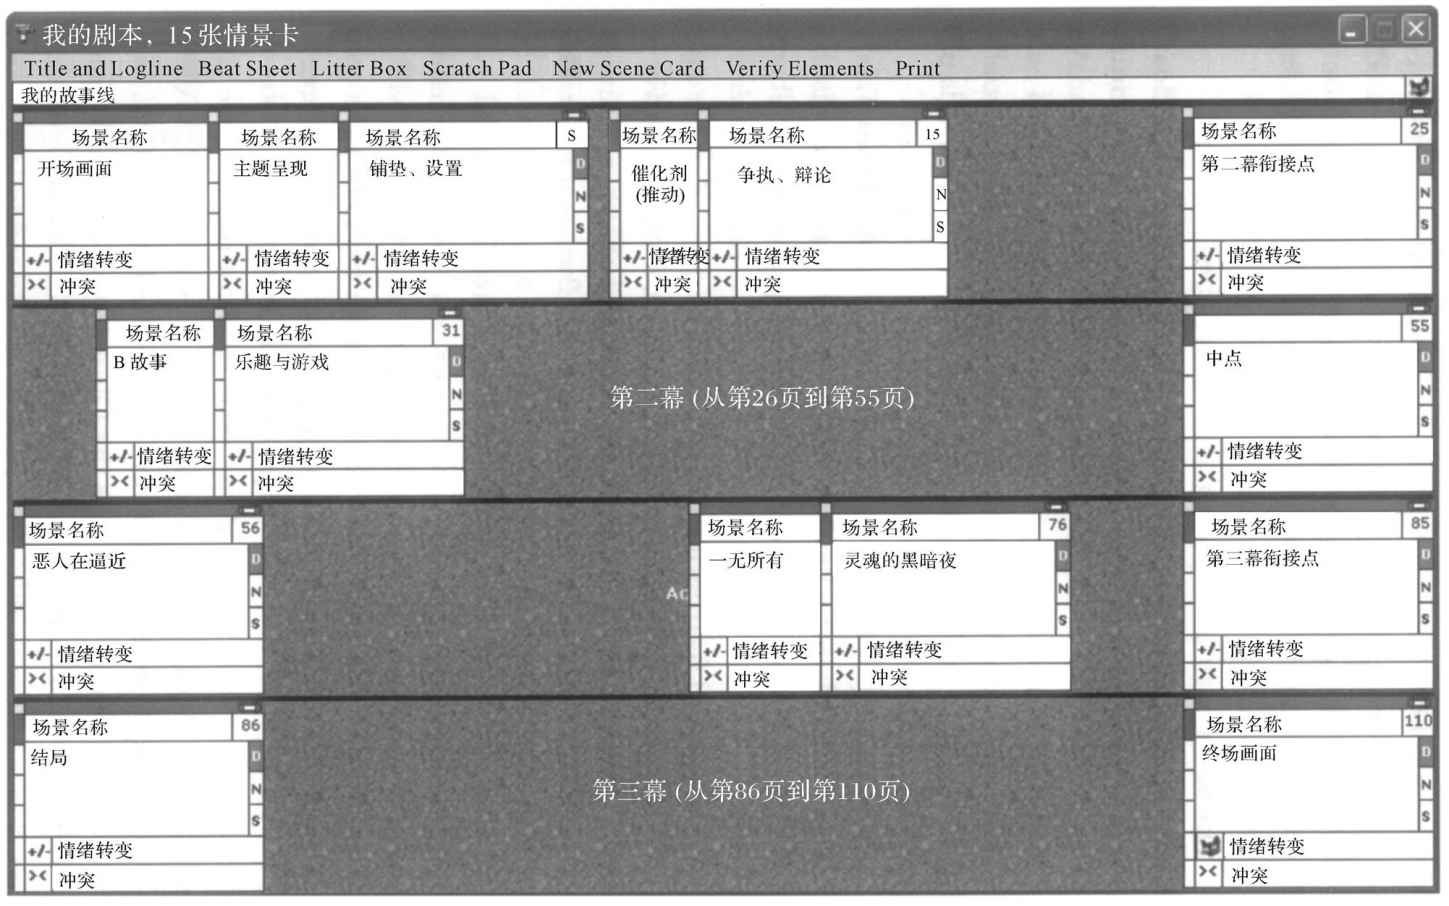 我的剧本，15张情景卡
Title and Logline Beat Sheet Litter Box Scratch Pad New Scene Card Verify Elements Print
我的故事线
场景名称 场景名称 场景名称 S 场景名称 场景名称 15 场景名称 25
开场画面 主题呈现 铺垫、设置 D 催化剂 争执、辩论 D 第二幕衔接点 D
(推动)
N N N
S S S
+/- 情绪转变 +/- 情绪转变 +/- 情绪转变 +/- 情绪转变 +/- 情绪转变 +/- 情绪转变
>< 冲突 >< 冲突 >< 冲突 >< 冲突 >< 冲突 >< 冲突
场景名称 场景名称 31 55
B 故事 乐趣与游戏 D 中点 D
N 第二幕 (从第26页到第55页) N
S S
+/- 情绪转变 +/- 情绪转变 +/- 情绪转变
>< 冲突 >< 冲突 >< 冲突
场景名称 56 场景名称 场景名称 76 场景名称 85
恶人在逼近 D 一无所有 灵魂的黑暗夜 D 第三幕衔接点 D
N Ac N N
S S S
+/- 情绪转变 +/- 情绪转变 +/- 情绪转变 +/- 情绪转变
>< 冲突 >< 冲突 >< 冲突 >< 冲突
场景名称 86 场景名称 110
结局 D 终场画面 D
N 第三幕 (从第86页到第110页) N
S S
+/- 情绪转变 情绪转变
>< 冲突 >< 冲突